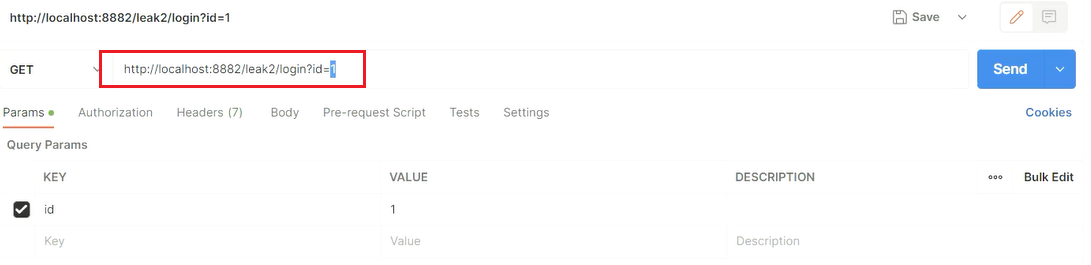 http://localhost:8882/leak2/login?id=1 Save
GET http://localhost:8882/leak2/login?id=1 Send
Params Authorization Headers (7) Body Pre-request Script Tests Settings Cookies
Query Params
KEY VALUE DESCRIPTION ooo Bulk Edit
id 1
Key Value Description